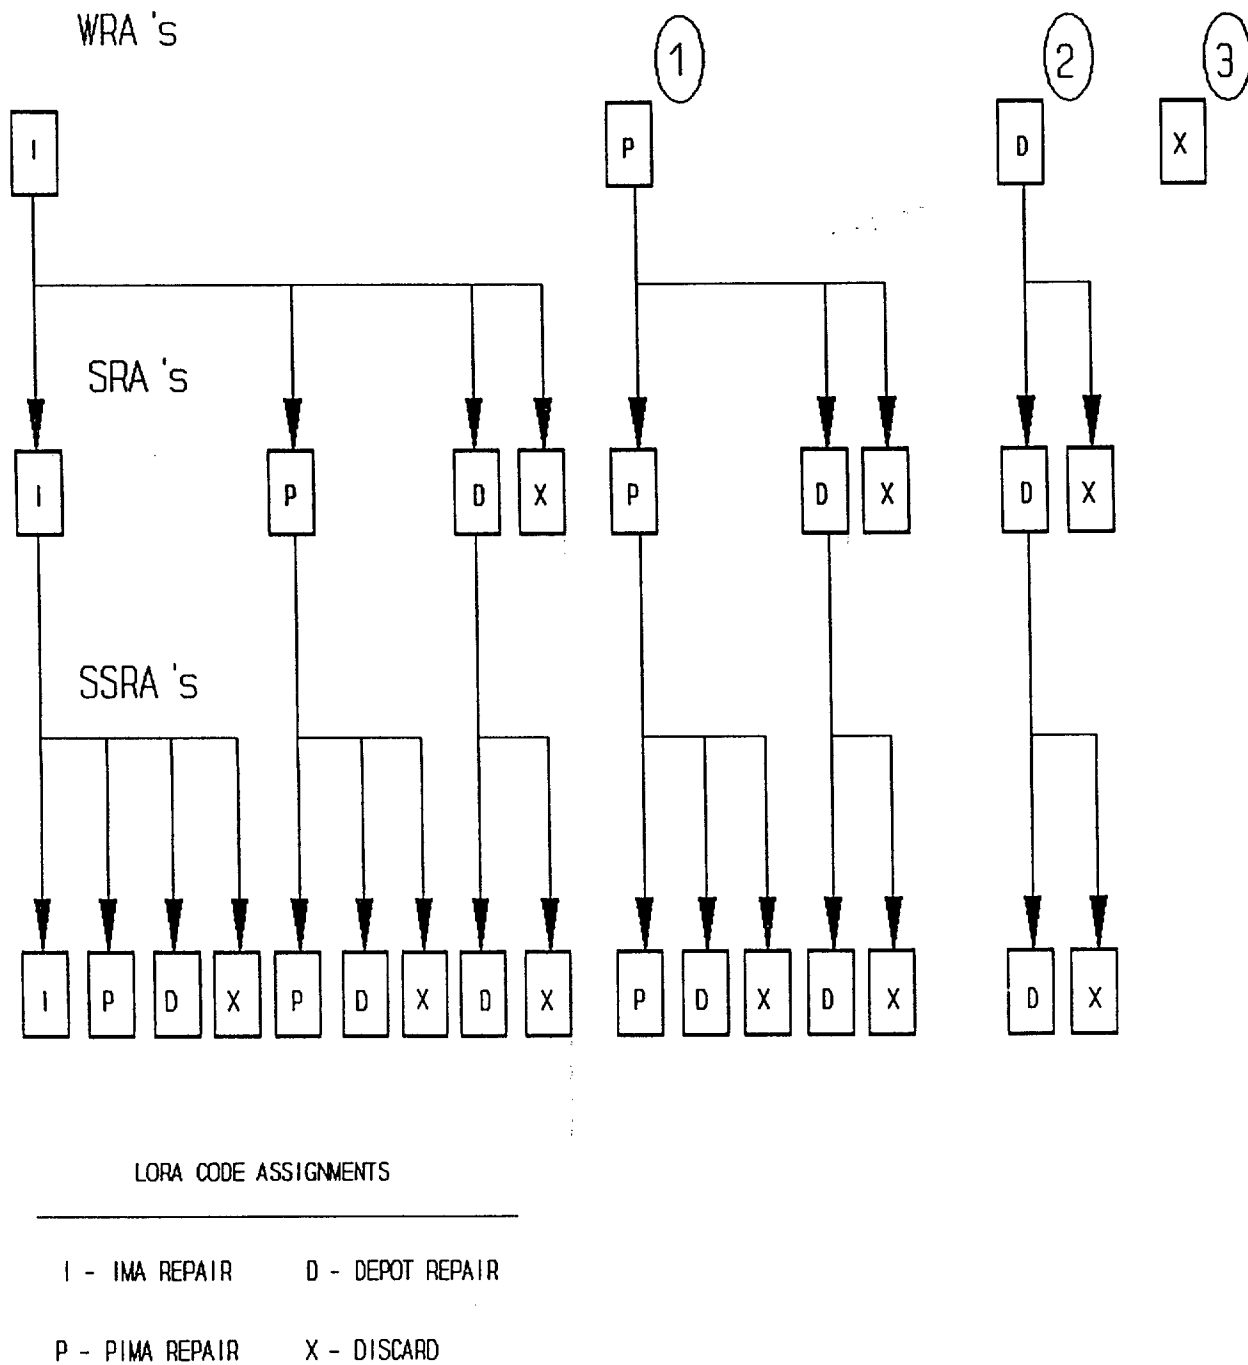 WRA 's
1 2 3
I P D X
SRA 's
I P D X P D X D X
SSRA 's
I P D X P D X D X P D X D X D X
LORA CODE ASSIGNMENTS
I - IMA REPAIR D - DEPOT REPAIR
P - PIMA REPAIR X - DISCARD